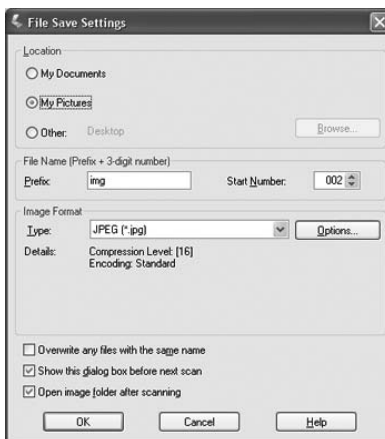 File Save Settings
Location
My Documents
My Pictures
Other: Desktop Browse...
File Name (Prefix + 3-digit number)
Prefix: img Start Number: 002
Image Format
Type: JPEG (*.jpg) Options...
Details: Compression Level: [16]
Encoding: Standard
Overwrite any files with the same name
Show this dialog box before next scan
Open image folder after scanning
OK Cancel Help